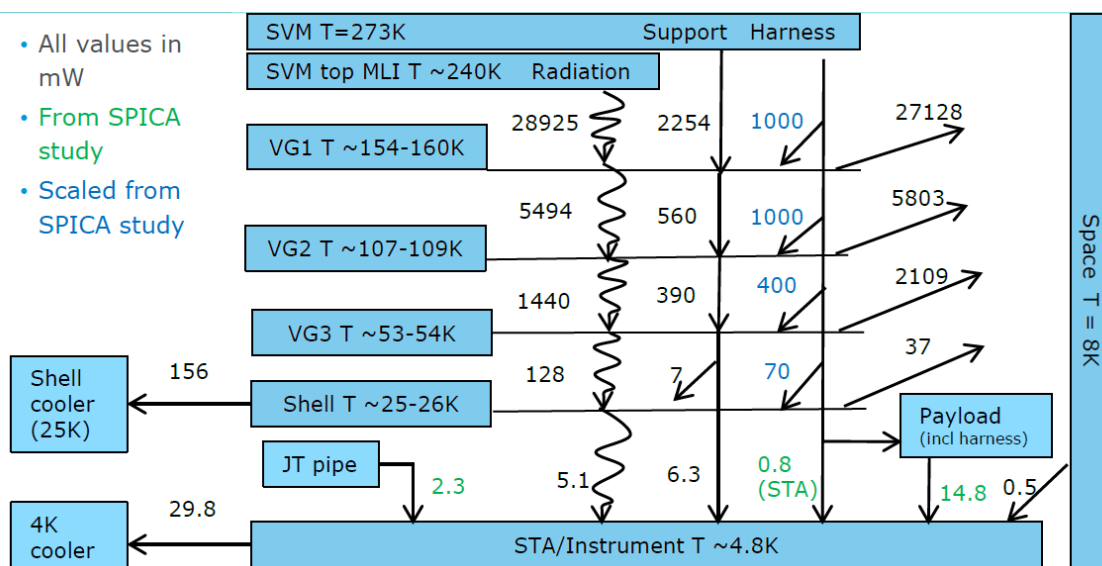 • All values in
mW
• From SPICA
study
• Scaled from
SPICA study
SVM T=273K Support Harness
SVM top MLI T ~240K Radiation
28925 2254 1000 27128
VG1 T ~154-160K
5494 560 1000 5803
VG2 T ~107-109K
1440 390 400 2109
VG3 T ~53-54K
128 7 70 37
Shell
cooler
(25K)
156
Shell T ~25-26K
Payload
(incl harness)
JT pipe
2.3 5.1 6.3 0.8
(STA)
14.8 0.5
4K
cooler
29.8
STA/Instrument T ~4.8K
Space T = 8K